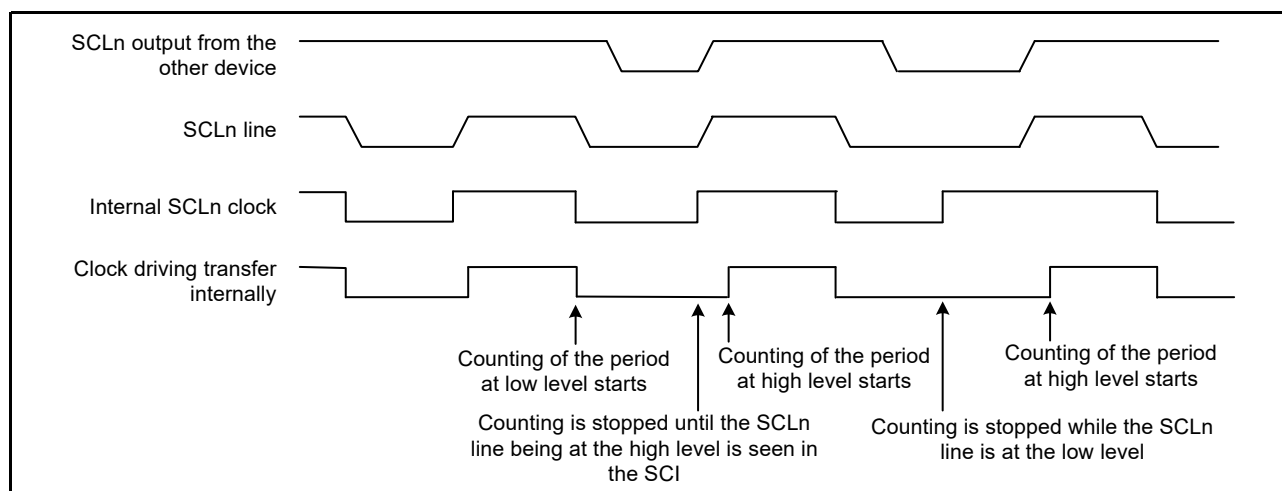 SCLn output from the
other device
SCLn line
Internal SCLn clock
Clock driving transfer
internally
Counting of the period
at low level starts
Counting of the period
at high level starts
Counting of the period
at high level starts
Counting is stopped until the SCLn
line being at the high level is seen in
the SCI
Counting is stopped while the SCLn
line is at the low level